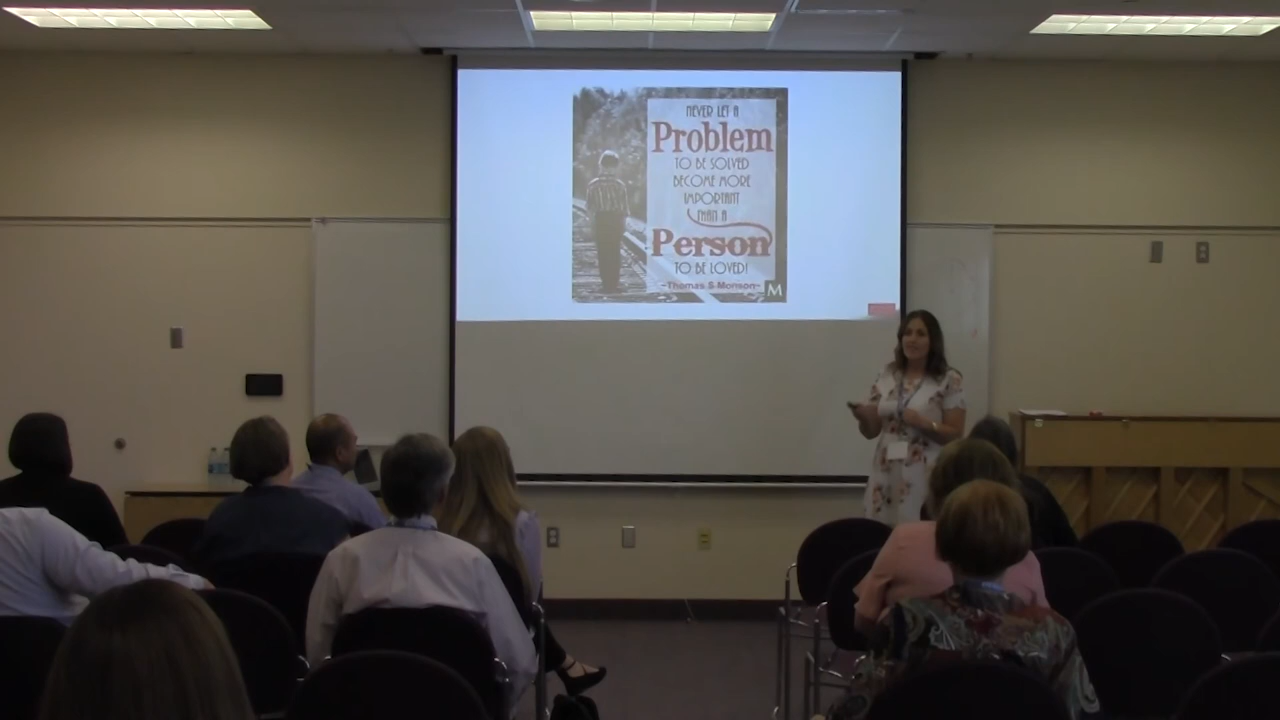 NEVER LET A
Problem
TO BE SOLVED
BECOME MORE
IMPORTANT
THAN A
Person
TO BE LOVED!
~Thomas S Monson~
M